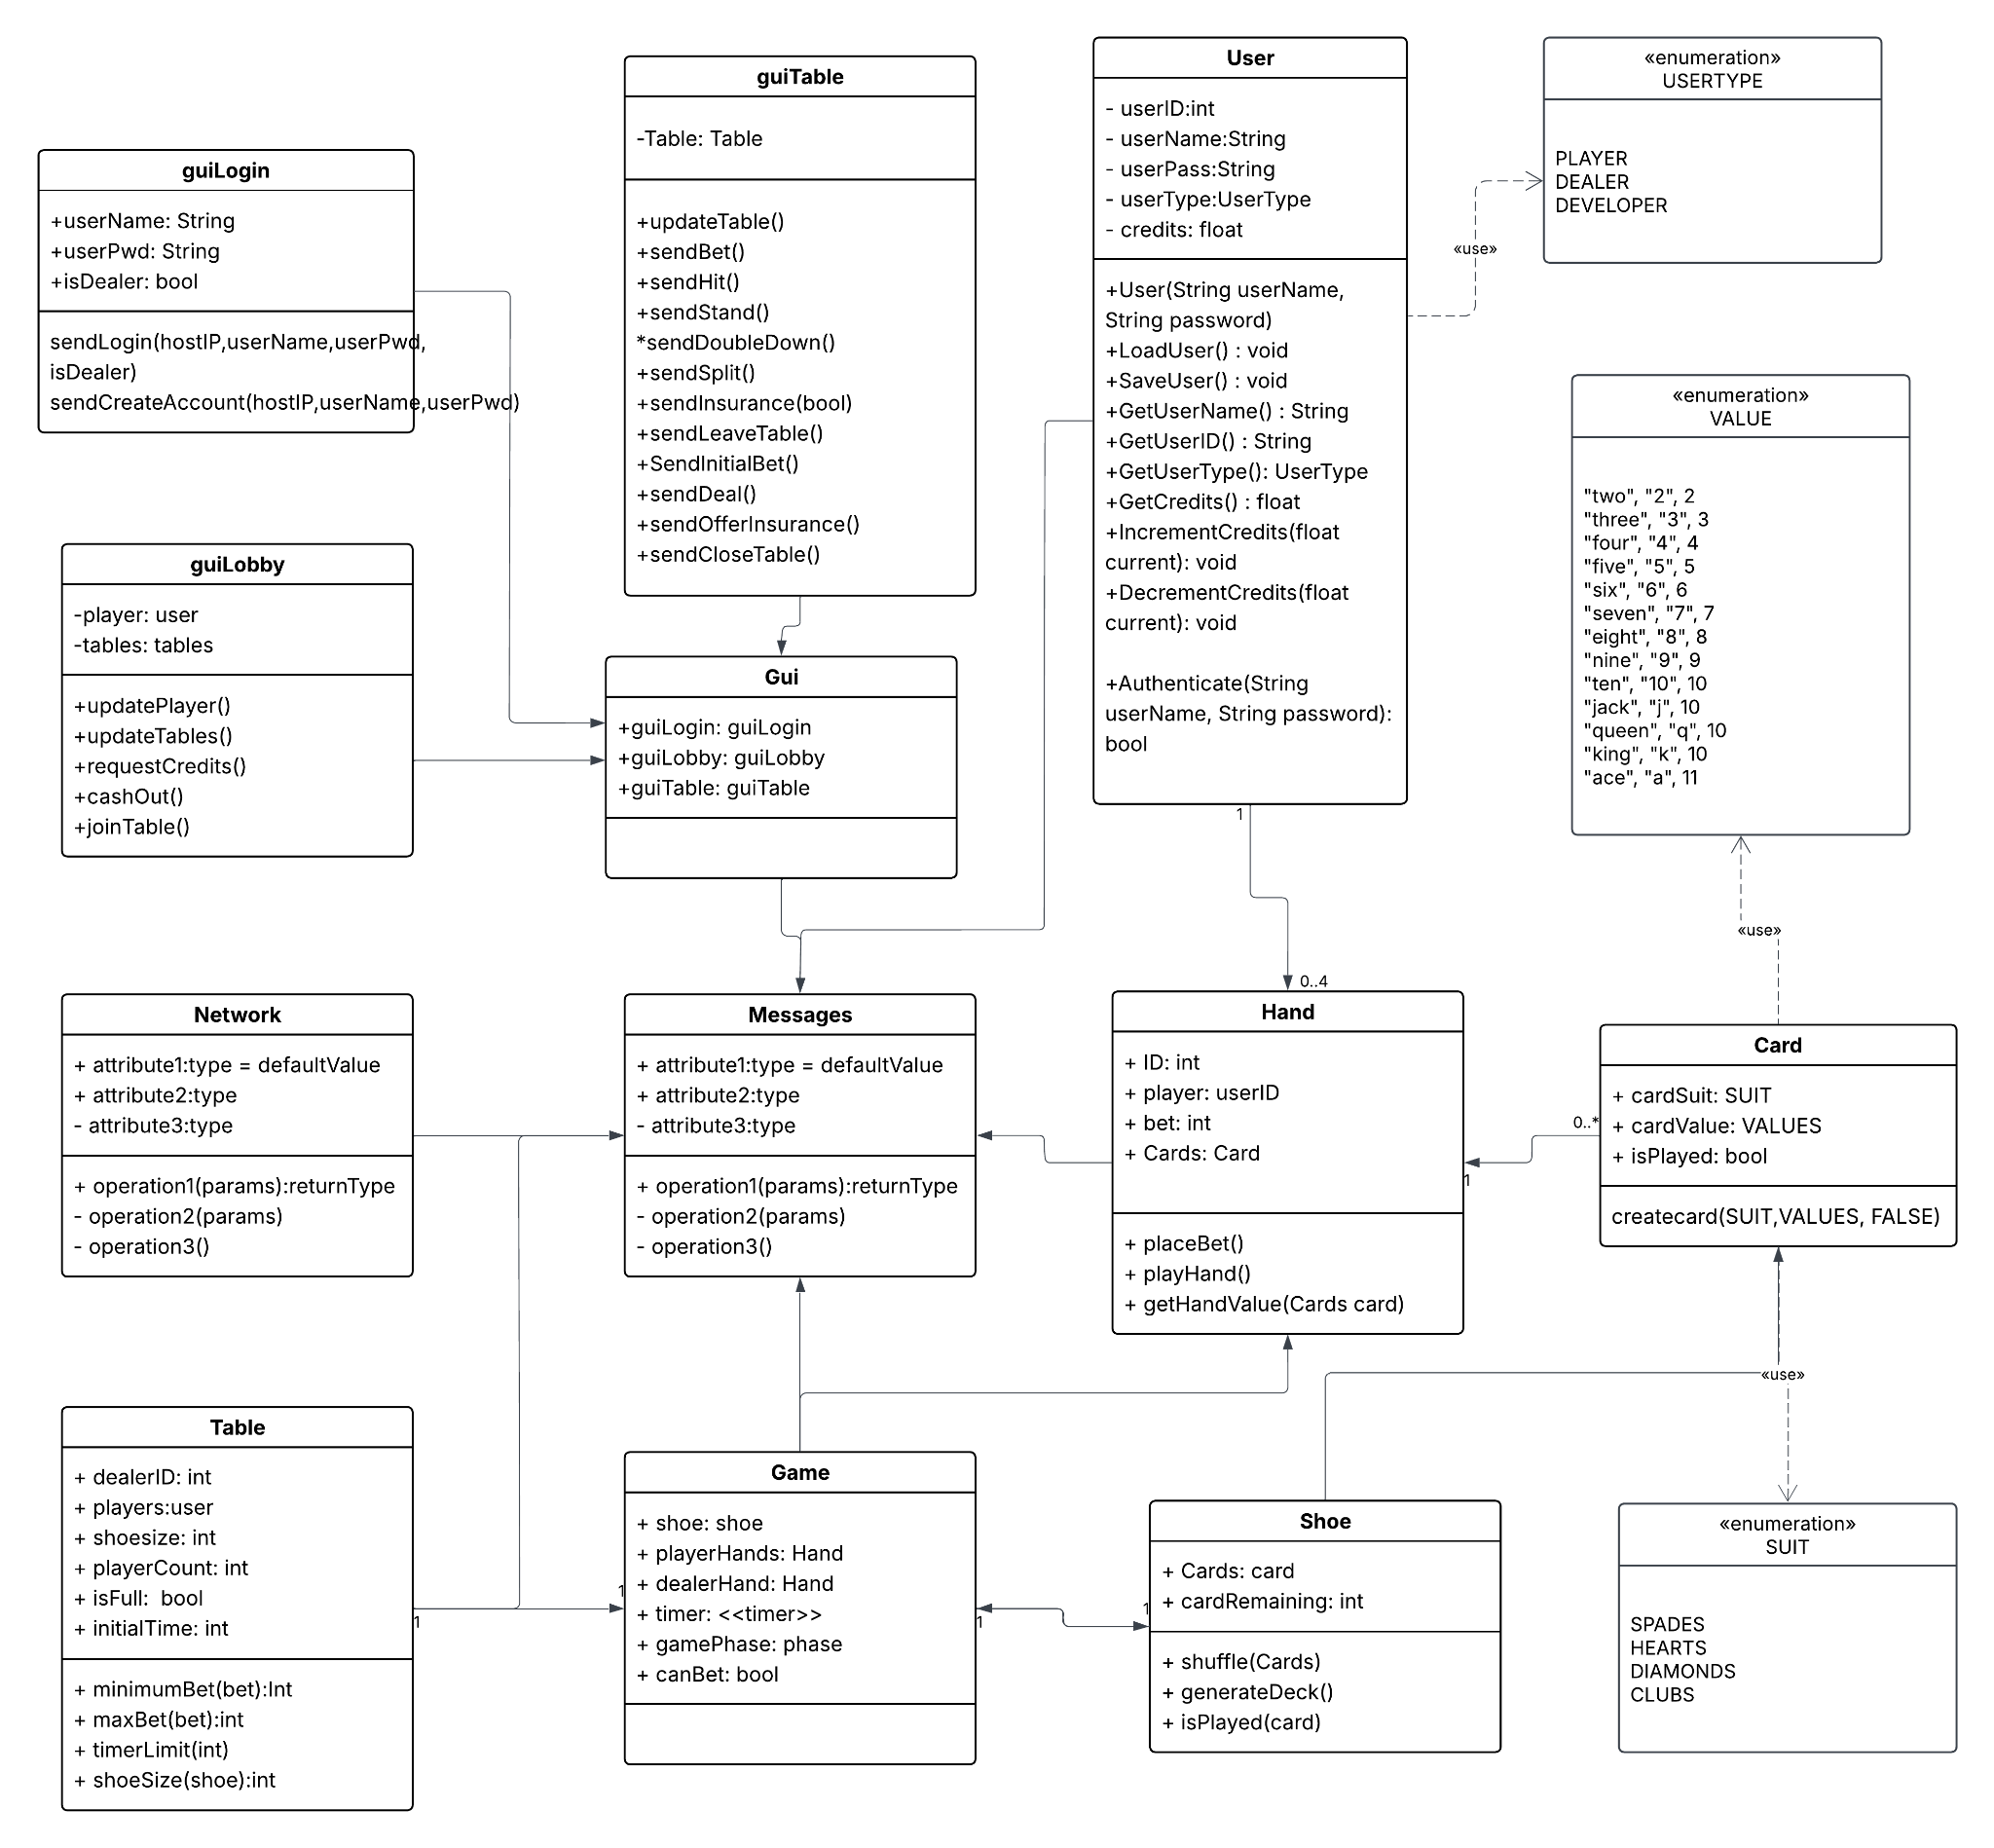 guiLogin
+userName: String
+userPwd: String
+isDealer: bool
sendLogin(hostIP,userName,userPwd,
isDealer)
sendCreateAccount(hostIP,userName,userPwd)
guiTable
-Table: Table
+updateTable()
+sendBet()
+sendHit()
+sendStand()
*sendDoubleDown()
+sendSplit()
+sendInsurance(bool)
+sendLeaveTable()
+SendInitialBet()
+sendDeal()
+sendOfferInsurance()
+sendCloseTable()
User
- userID:int
- userName:String
- userPass:String
- userType:UserType
- credits: float
+User(String userName,
String password)
+LoadUser() : void
+SaveUser() : void
+GetUserName() : String
+GetUserID() : String
+GetUserType(): UserType
+GetCredits() : float
+IncrementCredits(float
current): void
+DecrementCredits(float
current): void
+Authenticate(String
userName, String password):
bool
«use»
«enumeration»
USERTYPE
PLAYER
DEALER
DEVELOPER
«enumeration»
VALUE
"two", "2", 2
"three", "3", 3
"four", "4", 4
"five", "5", 5
"six", "6", 6
"seven", "7", 7
"eight", "8", 8
"nine", "9", 9
"ten", "10", 10
"jack", "j", 10
"queen", "q", 10
"king", "k", 10
"ace", "a", 11
guiLobby
-player: user
-tables: tables
+updatePlayer()
+updateTables()
+requestCredits()
+cashOut()
+joinTable()
Gui
+guiLogin: guiLogin
+guiLobby: guiLobby
+guiTable: guiTable
1
0..4
«use»
Network
+ attribute1:type = defaultValue
+ attribute2:type
- attribute3:type
+ operation1(params):returnType
- operation2(params)
- operation3()
Messages
+ attribute1:type = defaultValue
+ attribute2:type
- attribute3:type
+ operation1(params):returnType
- operation2(params)
- operation3()
Hand
+ ID: int
+ player: userID
+ bet: int
+ Cards: Card
+ placeBet()
+ playHand()
+ getHandValue(Cards card)
1
0..*
Card
+ cardSuit: SUIT
+ cardValue: VALUES
+ isPlayed: bool
createcard(SUIT,VALUES, FALSE)
«use»
Table
+ dealerID: int
+ players:user
+ shoesize: int
+ playerCount: int
+ isFull:  bool
+ initialTime: int
+ minimumBet(bet):Int
+ maxBet(bet):int
+ timerLimit(int)
+ shoeSize(shoe):int
1
1
Game
+ shoe: shoe
+ playerHands: Hand
+ dealerHand: Hand
+ timer: <<timer>>
+ gamePhase: phase
+ canBet: bool
1
1
Shoe
+ Cards: card
+ cardRemaining: int
+ shuffle(Cards)
+ generateDeck()
+ isPlayed(card)
«enumeration»
SUIT
SPADES
HEARTS
DIAMONDS
CLUBS